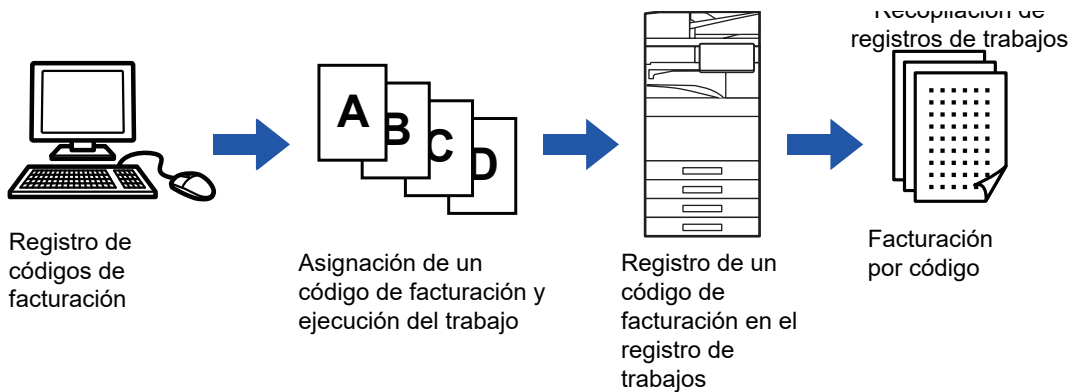 Recopilación de
registros de trabajos
A
B
C
D
Registro de
códigos de
facturación
Asignación de un
código de facturación y
ejecución del trabajo
Registro de un
código de
facturación en el
registro de
trabajos
Facturación
por código